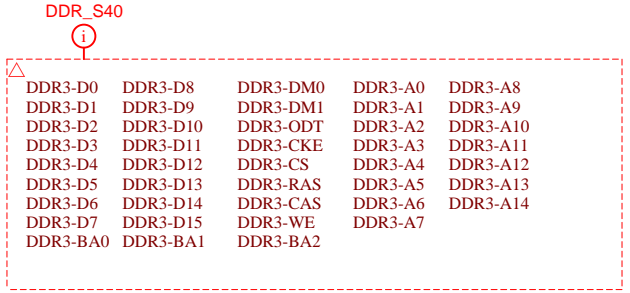 DDR_S40
i
DDR3-D0 DDR3-D8 DDR3-DM0 DDR3-A0 DDR3-A8
DDR3-D1 DDR3-D9 DDR3-DM1 DDR3-A1 DDR3-A9
DDR3-D2 DDR3-D10 DDR3-ODT DDR3-A2 DDR3-A10
DDR3-D3 DDR3-D11 DDR3-CKE DDR3-A3 DDR3-A11
DDR3-D4 DDR3-D12 DDR3-CS DDR3-A4 DDR3-A12
DDR3-D5 DDR3-D13 DDR3-RAS DDR3-A5 DDR3-A13
DDR3-D6 DDR3-D14 DDR3-CAS DDR3-A6 DDR3-A14
DDR3-D7 DDR3-D15 DDR3-WE DDR3-A7
DDR3-BA0 DDR3-BA1 DDR3-BA2